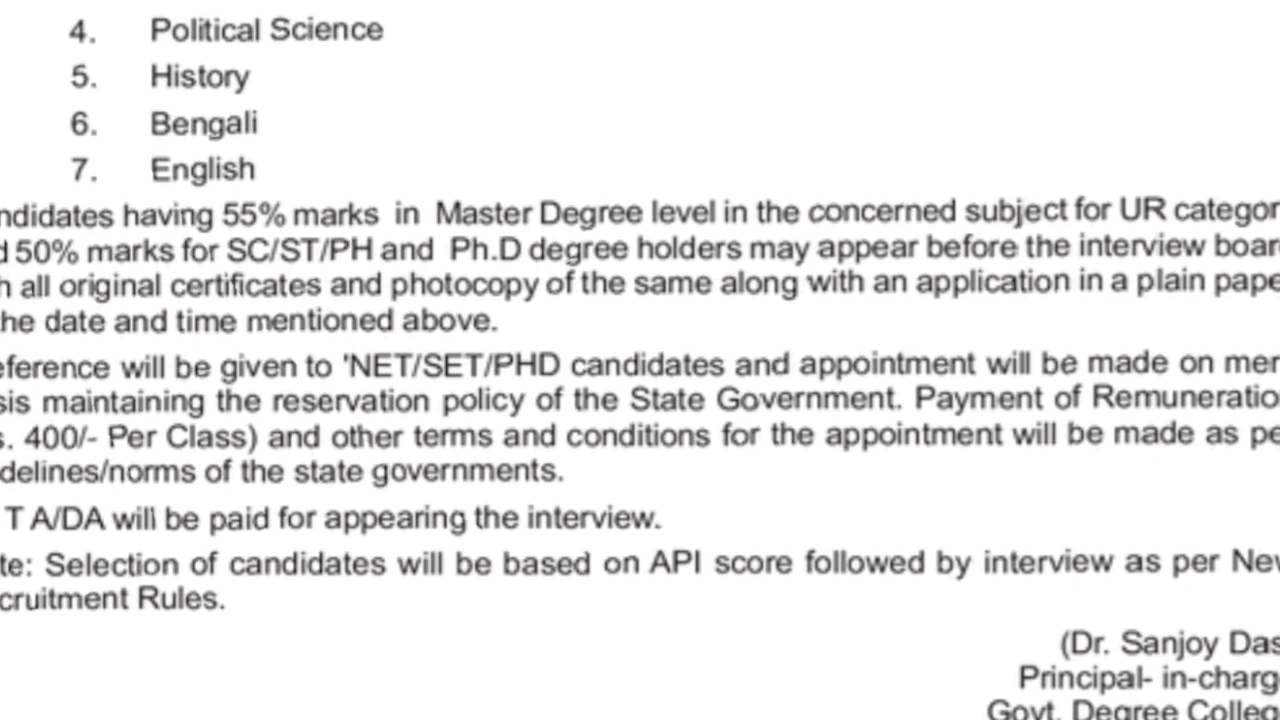 4. Political Science
5. History
6. Bengali
7. English
ndidates having 55% marks in Master Degree level in the concerned subject for UR categor
d 50% marks for SC/ST/PH and Ph.D degree holders may appear before the interview boar
h all original certificates and photocopy of the same along with an application in a plain pape
he date and time mentioned above.
eference will be given to 'NET/SET/PHD candidates and appointment will be made on mer
sis maintaining the reservation policy of the State Government. Payment of Remuneratio
s. 400/- Per Class) and other terms and conditions for the appointment will be made as pe
delines/norms of the state governments.
T A/DA will be paid for appearing the interview.
te: Selection of candidates will be based on API score followed by interview as per New
cruitment Rules.
(Dr. Sanjoy Das
Principal- in-charg
Govt. Degree Colleg